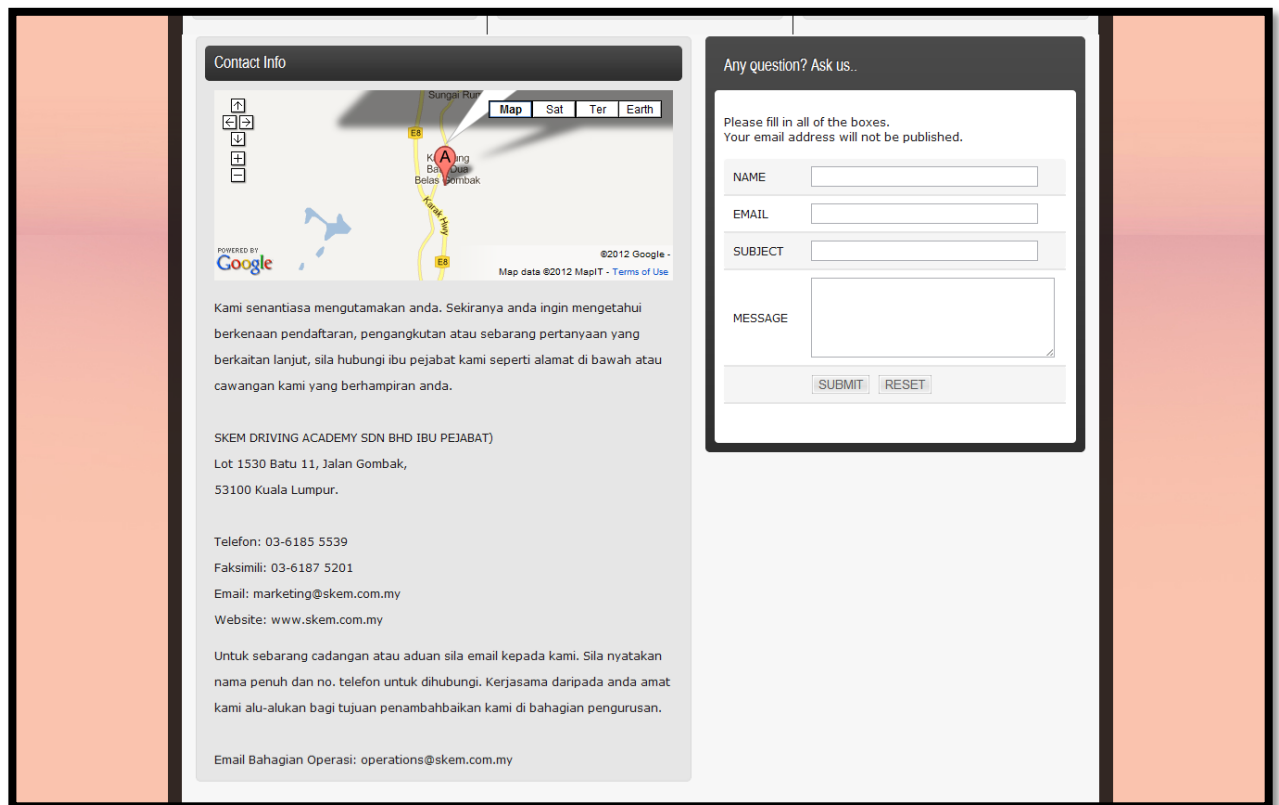 Contact Info
Sungai
Map Sat Ter Earth
E8
A
Belas Gombak
Karak Hwy
E8
POWERED BY
Google
©2012 Google -
Map data ©2012 MapIT - Terms of Use
Kami senantiasa mengutamakan anda. Sekiranya anda ingin mengetahui
berkenaan pendaftaran, pengangkutan atau sebarang pertanyaan yang
berkaitan lanjut, sila hubungi ibu pejabat kami seperti alamat di bawah atau
cawangan kami yang berhampiran anda.
SKEM DRIVING ACADEMY SDN BHD IBU PEJABAT)
Lot 1530 Batu 11, Jalan Gombak,
53100 Kuala Lumpur.
Telefon: 03-6185 5539
Faksimili: 03-6187 5201
Email: marketing@skem.com.my
Website: www.skem.com.my
Untuk sebarang cadangan atau aduan sila email kepada kami. Sila nyatakan
nama penuh dan no. telefon untuk dihubungi. Kerjasama daripada anda amat
kami alu-alukan bagi tujuan penambahbaikan kami di bahagian pengurusan.
Email Bahagian Operasi: operations@skem.com.my
Any question? Ask us..
Please fill in all of the boxes.
Your email address will not be published.
NAME
EMAIL
SUBJECT
MESSAGE
SUBMIT RESET